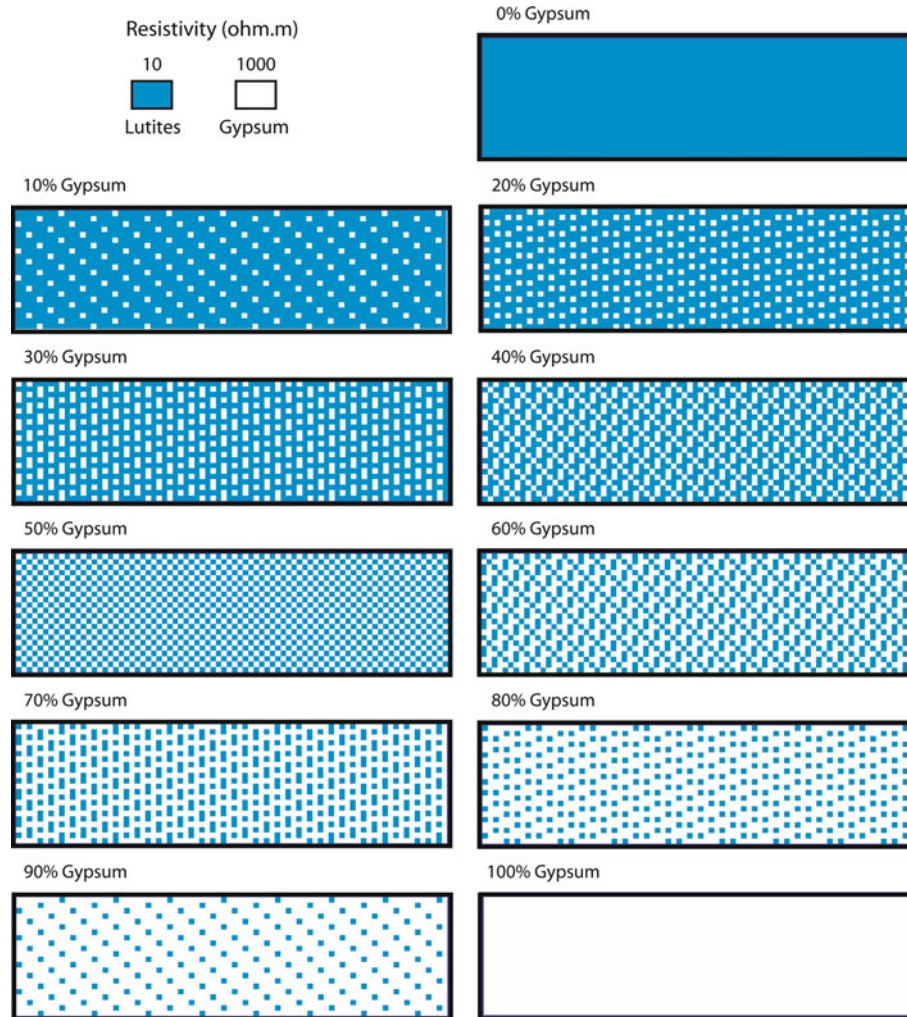 Resistivity (ohm.m)
10 1000
Lutites Gypsum
0% Gypsum
10% Gypsum
20% Gypsum
30% Gypsum
40% Gypsum
50% Gypsum
60% Gypsum
70% Gypsum
80% Gypsum
90% Gypsum
100% Gypsum